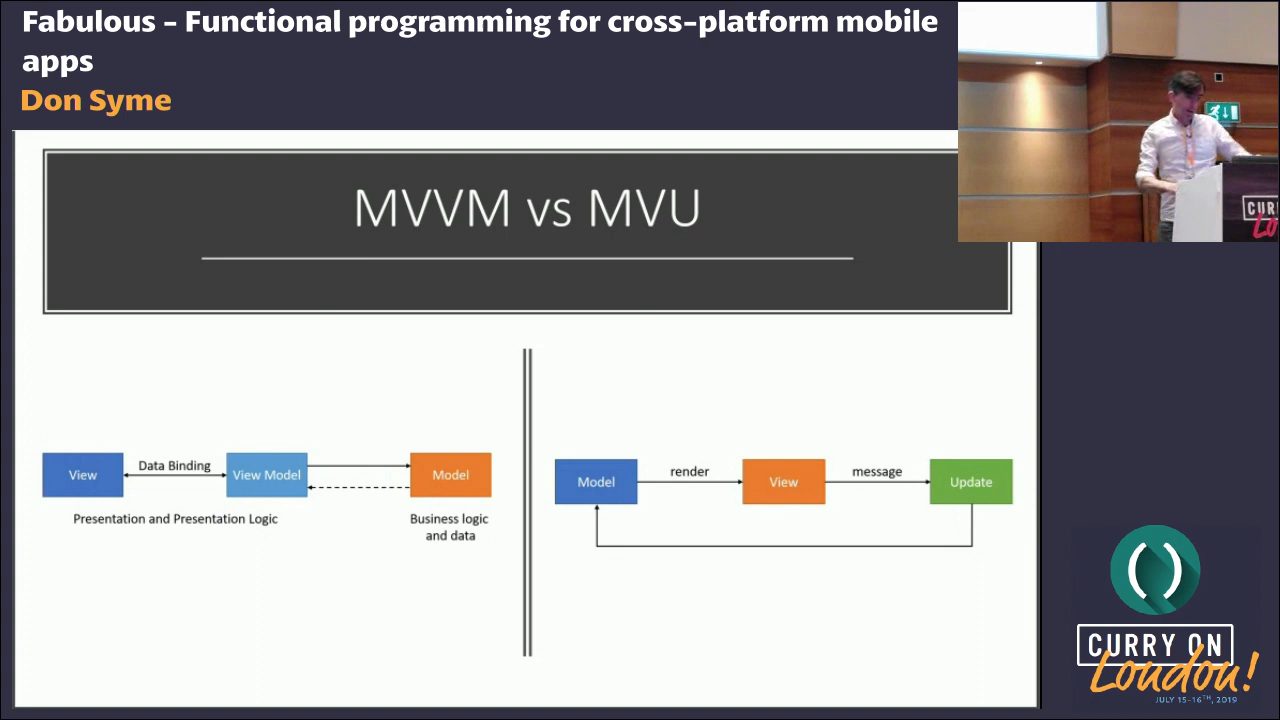 Fabulous – Functional programming for cross-platform mobile
apps
Don Syme
MVVM vs MVU
View
Data Binding
View Model
Model
Presentation and Presentation Logic
Business logic
and data
Model
render
View
message
Update
CURRY ON
London!
JULY 15-16TH, 2019